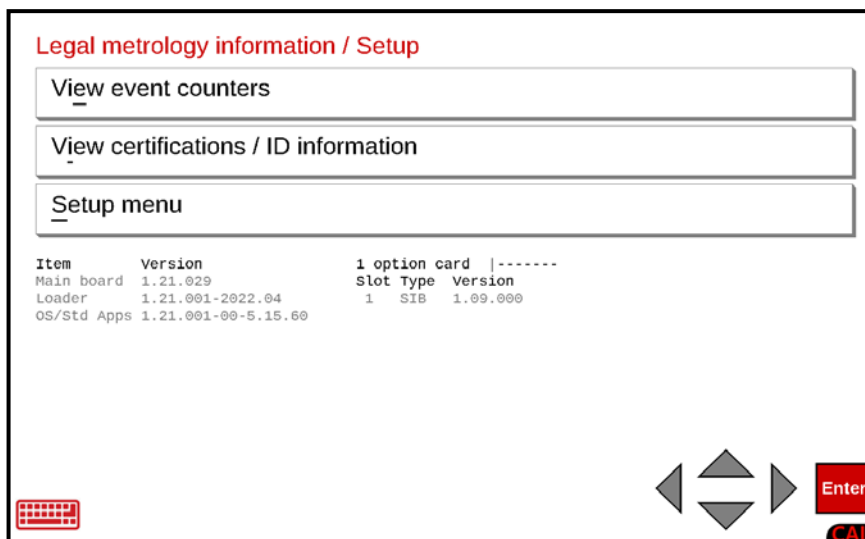 Legal metrology information / Setup
View event counters
View certifications / ID information
Setup menu
Item Version 1 option card |-------
Main board 1.21.029 Slot Type Version
Loader 1.21.001-2022.04 1 SIB 1.09.000
OS/Std Apps 1.21.001-00-5.15.60
Enter